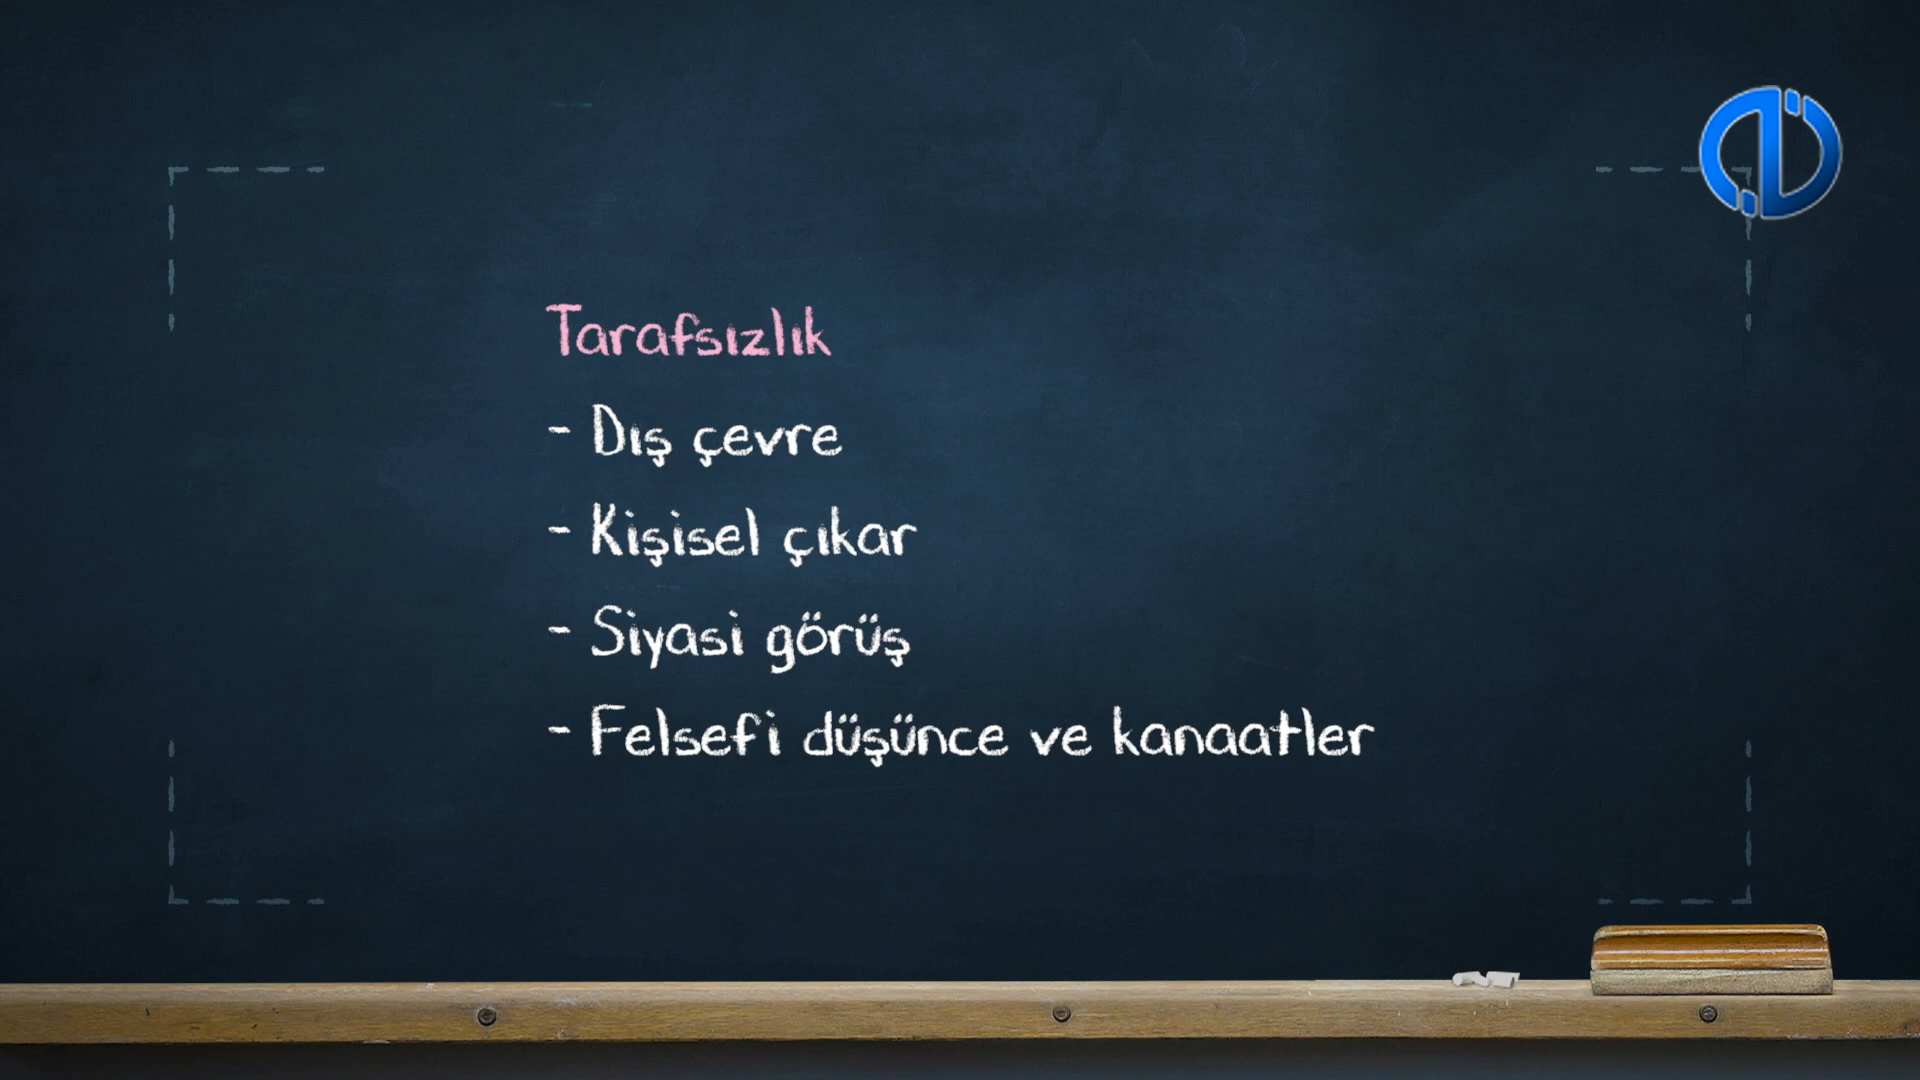 Tarafsızlık
- Dış çevre
- Kişisel çıkar
- Siyasi görüş
- Felsefi düşünce ve kanaatler